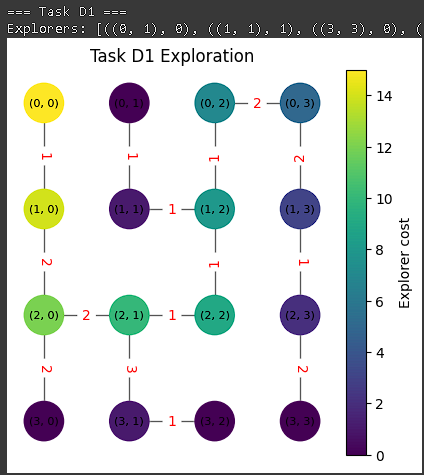 === Task D1 ===
Explorers: [((0, 1), 0), ((1, 1), 1), ((3, 3), 0), (
Task D1 Exploration
(0, 0) (0, 1) (0, 2) 2 (0, 3)
1 1 1 2
(1, 0) (1, 1) 1 (1, 2) (1, 3)
2 1 1
(2, 0) 2 (2, 1) 1 (2, 2) (2, 3)
2 3 2
(3, 0) (3, 1) 1 (3, 2) (3, 3)
14
12
10
8
6
4
2
0
Explorer cost